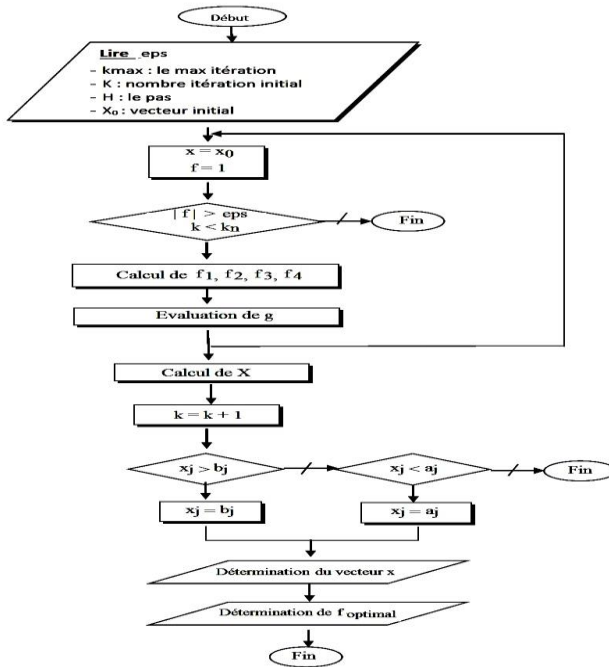 Début
Lire eps
- kmax : le max itération
- K : nombre itération initial
- H : le pas
- X₀ : vecteur initial
x = x₀
f = 1
| f | > eps
k < kn
Fin
Calcul de f₁, f₂, f₃, f₄
Evaluation de g
Calcul de X
k = k + 1
xj > bj
xj < aj
Fin
xj = bj
xj = aj
Détermination du vecteur x
Détermination de f optimal
Fin